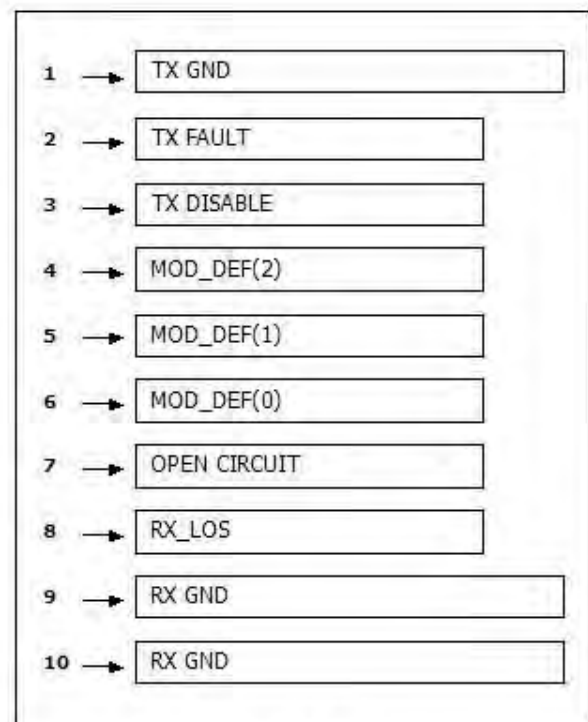 1 TX GND
2 TX FAULT
3 TX DISABLE
4 MOD_DEF(2)
5 MOD_DEF(1)
6 MOD_DEF(0)
7 OPEN CIRCUIT
8 RX_LOS
9 RX GND
10 RX GND